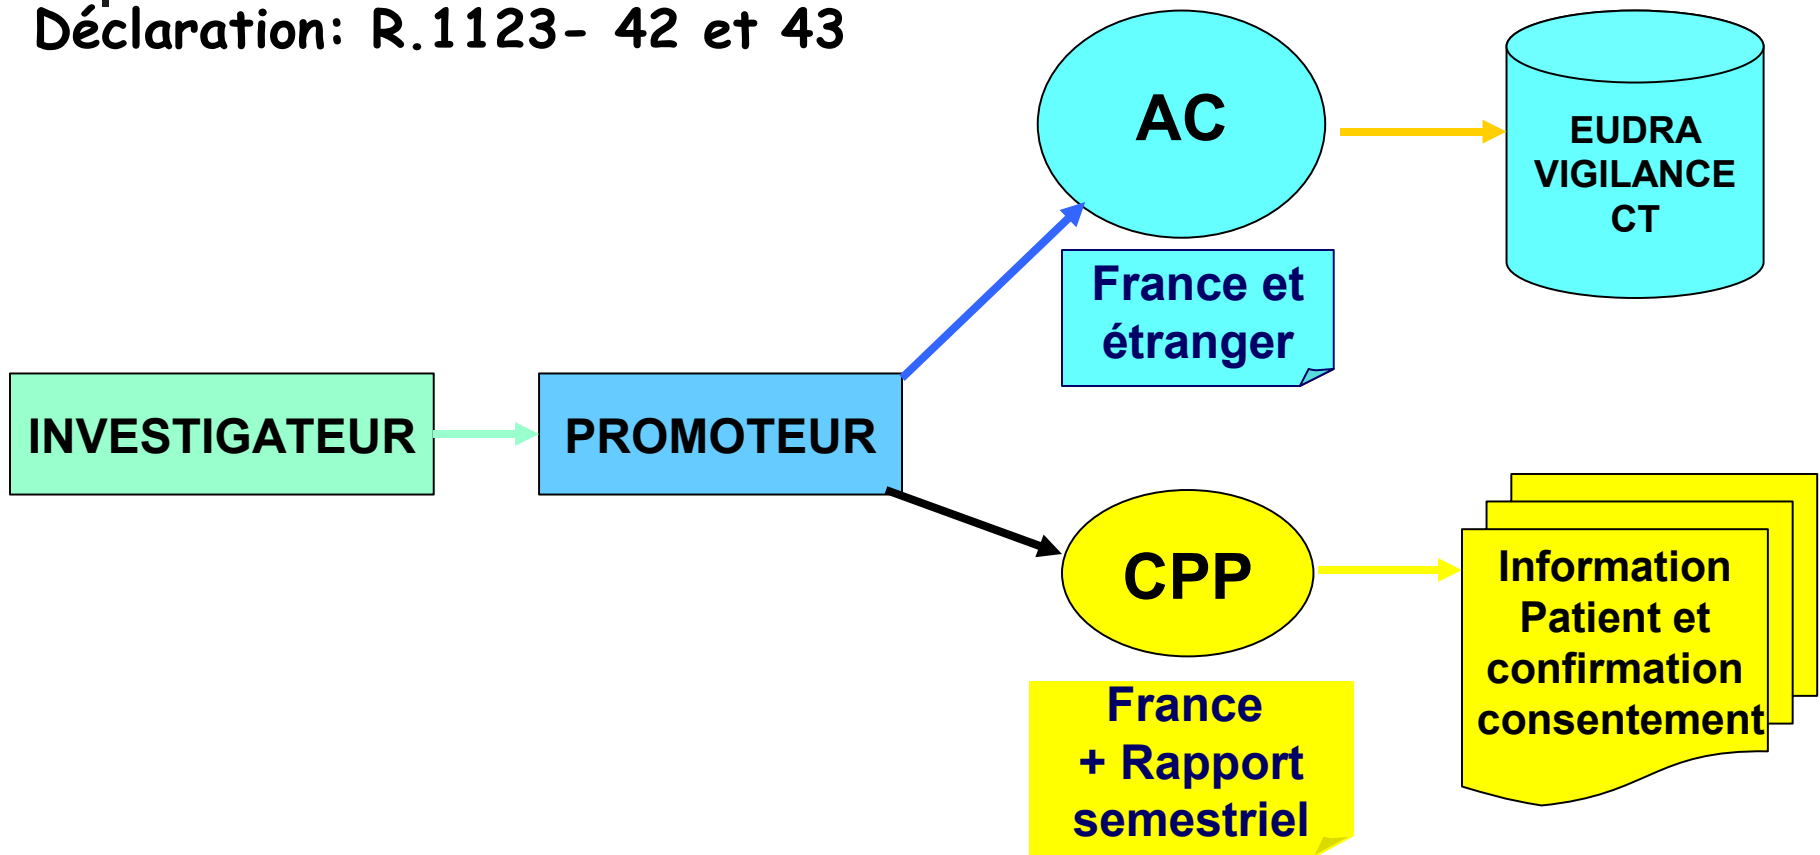 Déclaration: R.1123- 42 et 43
AC
EUDRA
VIGILANCE
CT
France et
étranger
INVESTIGATEUR
PROMOTEUR
CPP
Information
Patient et
confirmation
consentement
France
+ Rapport
semestriel